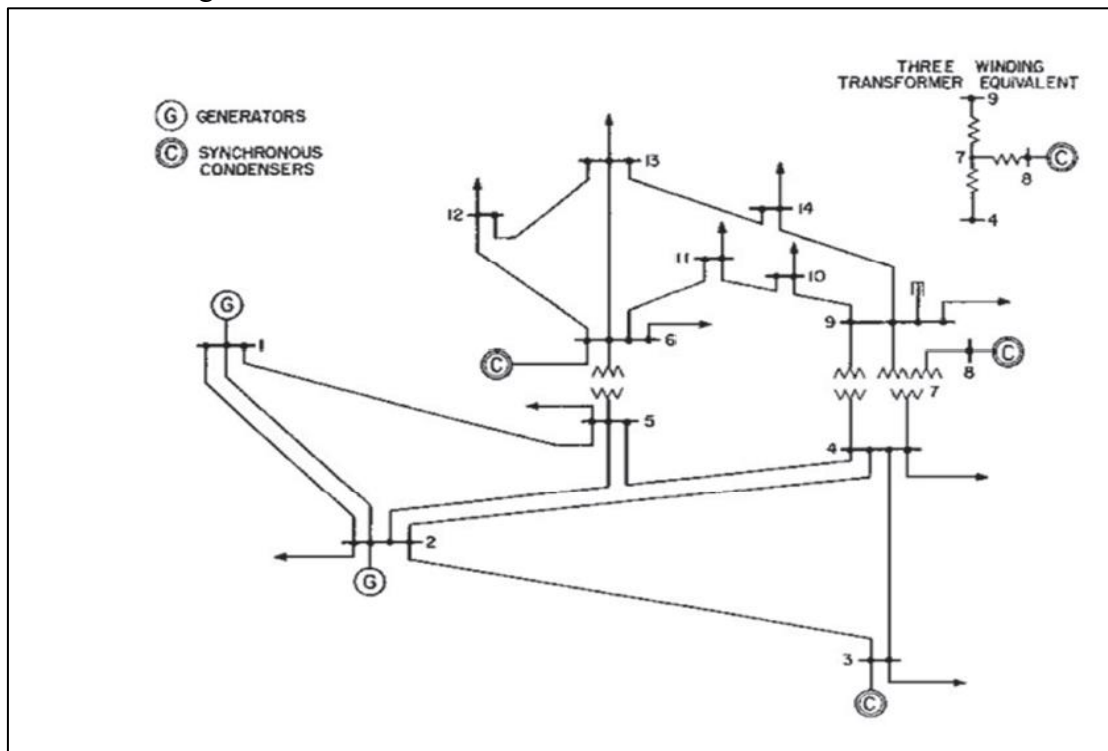 THREE WINDING
TRANSFORMER EQUIVALENT
9
7
C
8
4
G GENERATORS
C SYNCHRONOUS
CONDENSERS
13
12
14
11
10
G
1
9
6
C
C
8
7
5
4
2
G
3
C